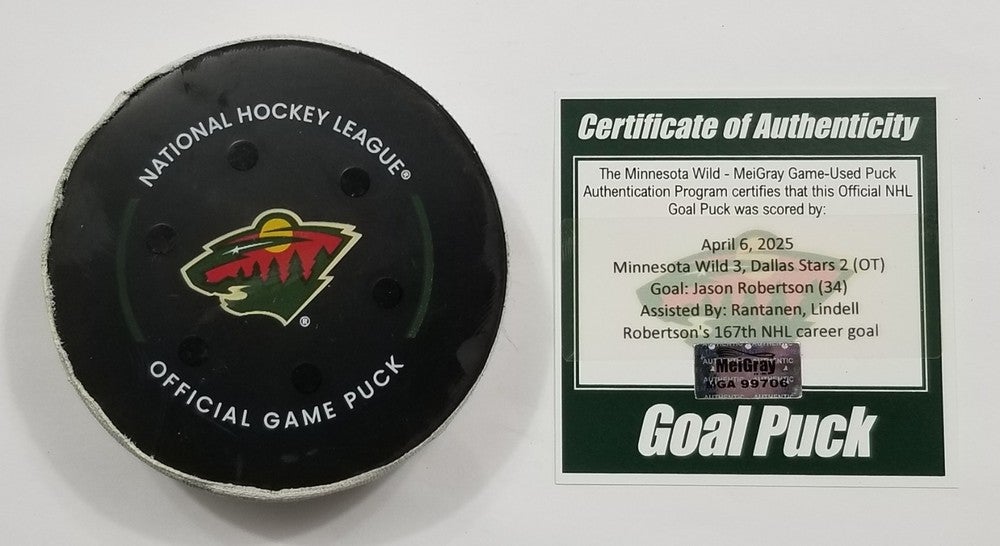 NATIONAL HOCKEY LEAGUE®
®
OFFICIAL GAME PUCK
Certificate of Authenticity
The Minnesota Wild - MeiGray Game-Used Puck
Authentication Program certifies that this Official NHL
Goal Puck was scored by:
April 6, 2025
Minnesota Wild 3, Dallas Stars 2 (OT)
Goal: Jason Robertson (34)
Assisted By: Rantanen, Lindell
Robertson's 167th NHL career goal
MeiGray
MGA 99706
Goal Puck